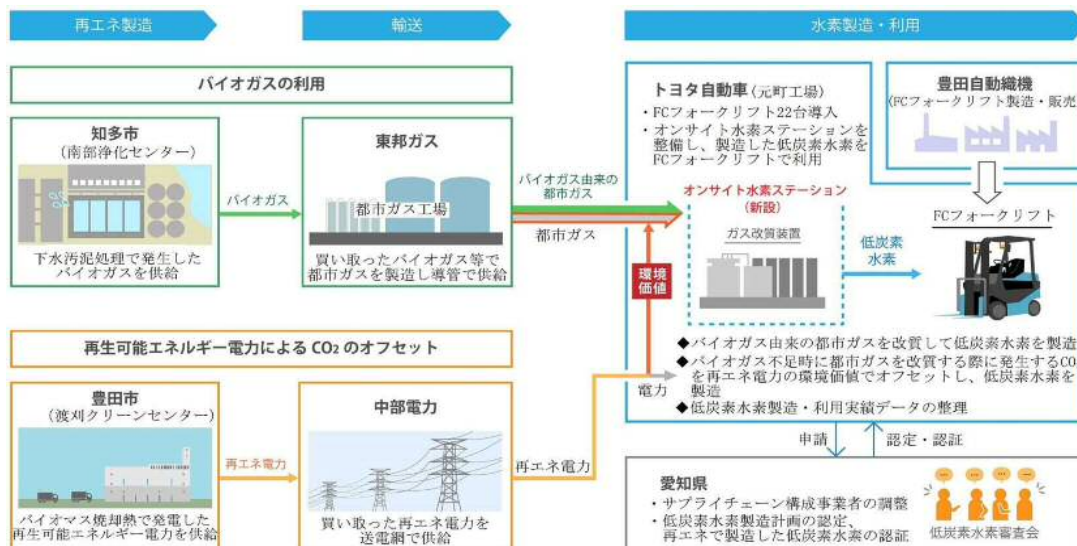 再エネ製造
輸送
水素製造・利用
バイオガスの利用
知多市
(南部浄化センター)
下水汚泥処理で発生した
バイオガスを供給
バイオガス
東邦ガス
都市ガス工場
買い取ったバイオガス等で
都市ガスを製造し導管で供給
バイオガス由来の
都市ガス
都市ガス
環境
価値
トヨタ自動車(元町工場)
・FCフォークリフト22台導入
・オンサイト水素ステーションを
整備し、製造した低炭素水素を
FCフォークリフトで利用
オンサイト水素ステーション
(新設)
ガス改質装置
低炭素
水素
豊田自動織機
(FCフォークリフト製造・販売)
FCフォークリフト
◆バイオガス由来の都市ガスを改質して低炭素水素を製造
◆バイオガス不足時に都市ガスを改質する際に発生するCO
を再エネ電力の環境価値でオフセットし、低炭素水素を
製造
◆低炭素水素製造・利用実績データの整理
再生可能エネルギー電力による CO₂ のオフセット
豊田市
(渡刈クリーンセンター)
バイオマス焼却熱で発電した
再生可能エネルギー電力を供給
再エネ電力
中部電力
買い取った再エネ電力を
送電網で供給
再エネ電力
電力
申請
認定・認証
愛知県
・サプライチェーン構成事業者の調整
・低炭素水素製造計画の認定、
再エネで製造した低炭素水素の認証
低炭素水素審査会